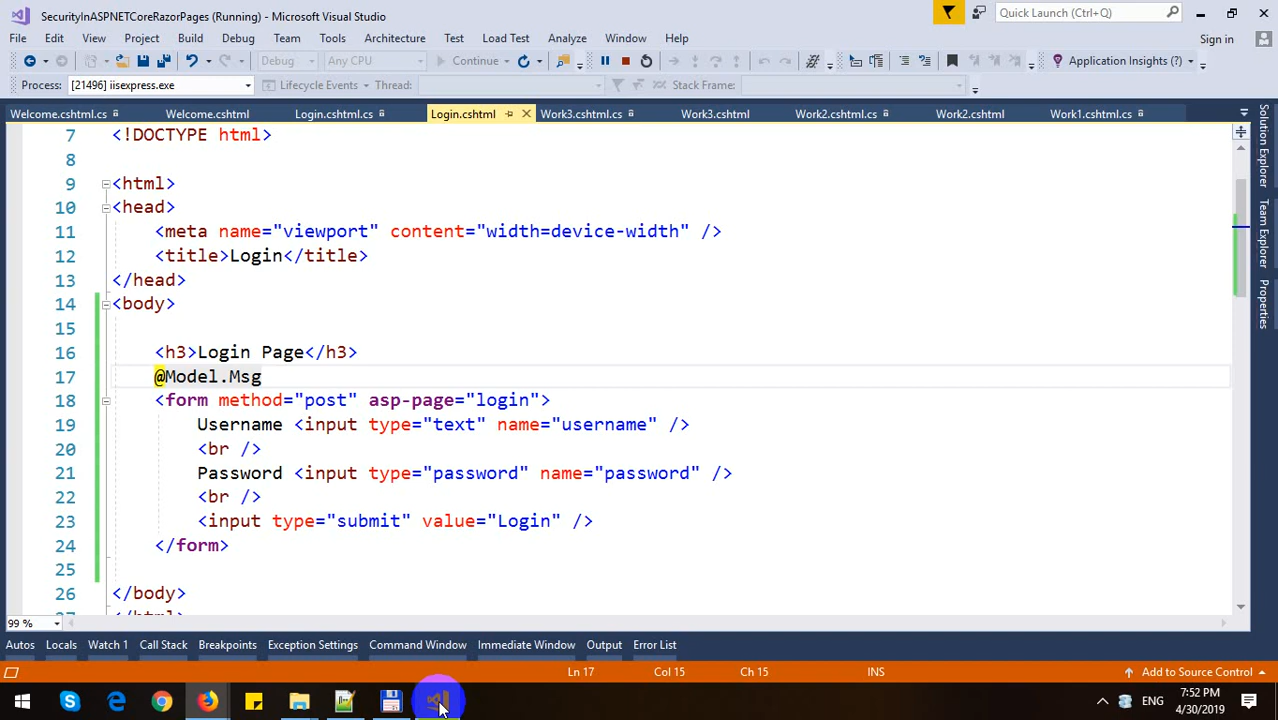 SecurityInASPNETCoreRazorPages (Running) - Microsoft Visual Studio
Quick Launch (Ctrl+Q)
File Edit View Project Build Debug Team Tools Architecture Test Load Test Analyze Window Help
Sign in
Debug Any CPU Continue Application Insights (?)
Process: [21496] iisexpress.exe Lifecycle Events Thread: Stack Frame:
Welcome.cshtml.cs Welcome.cshtml Login.cshtml.cs Login.cshtml Work3.cshtml.cs Work3.cshtml Work2.cshtml.cs Work2.cshtml Work1.cshtml.cs
7 <!DOCTYPE html>
8
9 <html>
10 <head>
11 <meta name="viewport" content="width=device-width" />
12 <title>Login</title>
13 </head>
14 <body>
15
16 <h3>Login Page</h3>
17 @Model.Msg
18 <form method="post" asp-page="login">
19 Username <input type="text" name="username" />
20 <br />
21 Password <input type="password" name="password" />
22 <br />
23 <input type="submit" value="Login" />
24 </form>
25
26 </body>
27 </html>
Solution Explorer
Team Explorer
Properties
99 %
Autos Locals Watch 1 Call Stack Breakpoints Exception Settings Command Window Immediate Window Output Error List
Ln 17 Col 15 Ch 15 INS Add to Source Control
ENG
7:52 PM
4/30/2019